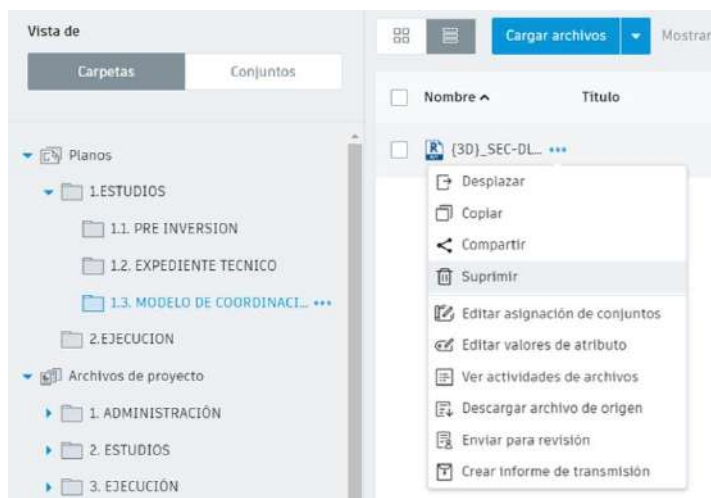 Vista de
Carpetas
Conjuntos
Planos
1.ESTUDIOS
1.1. PRE INVERSION
1.2. EXPEDIENTE TECNICO
1.3. MODELO DE COORDINACI... •••
2.EJECUCION
Archivos de proyecto
1. ADMINISTRACIÓN
2. ESTUDIOS
3. EJECUCIÓN
Cargar archivos
Mostrar
Nombre
Título
{3D}_SEC-DL... •••
Desplazar
Copiar
Compartir
Suprimir
Editar asignación de conjuntos
Editar valores de atributo
Ver actividades de archivos
Descargar archivo de origen
Enviar para revisión
Crear informe de transmisión